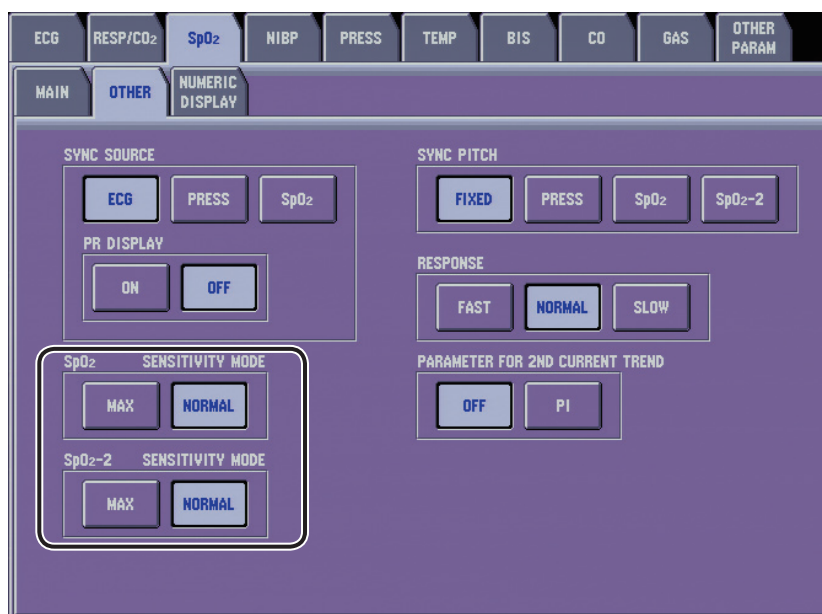 ECG RESP/CO₂ SpO₂ NIBP PRESS TEMP BIS CO GAS OTHER PARAM
MAIN OTHER NUMERIC DISPLAY
SYNC SOURCE
ECG PRESS SpO₂
PR DISPLAY
ON OFF
SpO₂ SENSITIVITY MODE
MAX NORMAL
SpO₂-2 SENSITIVITY MODE
MAX NORMAL
SYNC PITCH
FIXED PRESS SpO₂ SpO₂-2
RESPONSE
FAST NORMAL SLOW
PARAMETER FOR 2ND CURRENT TREND
OFF PI